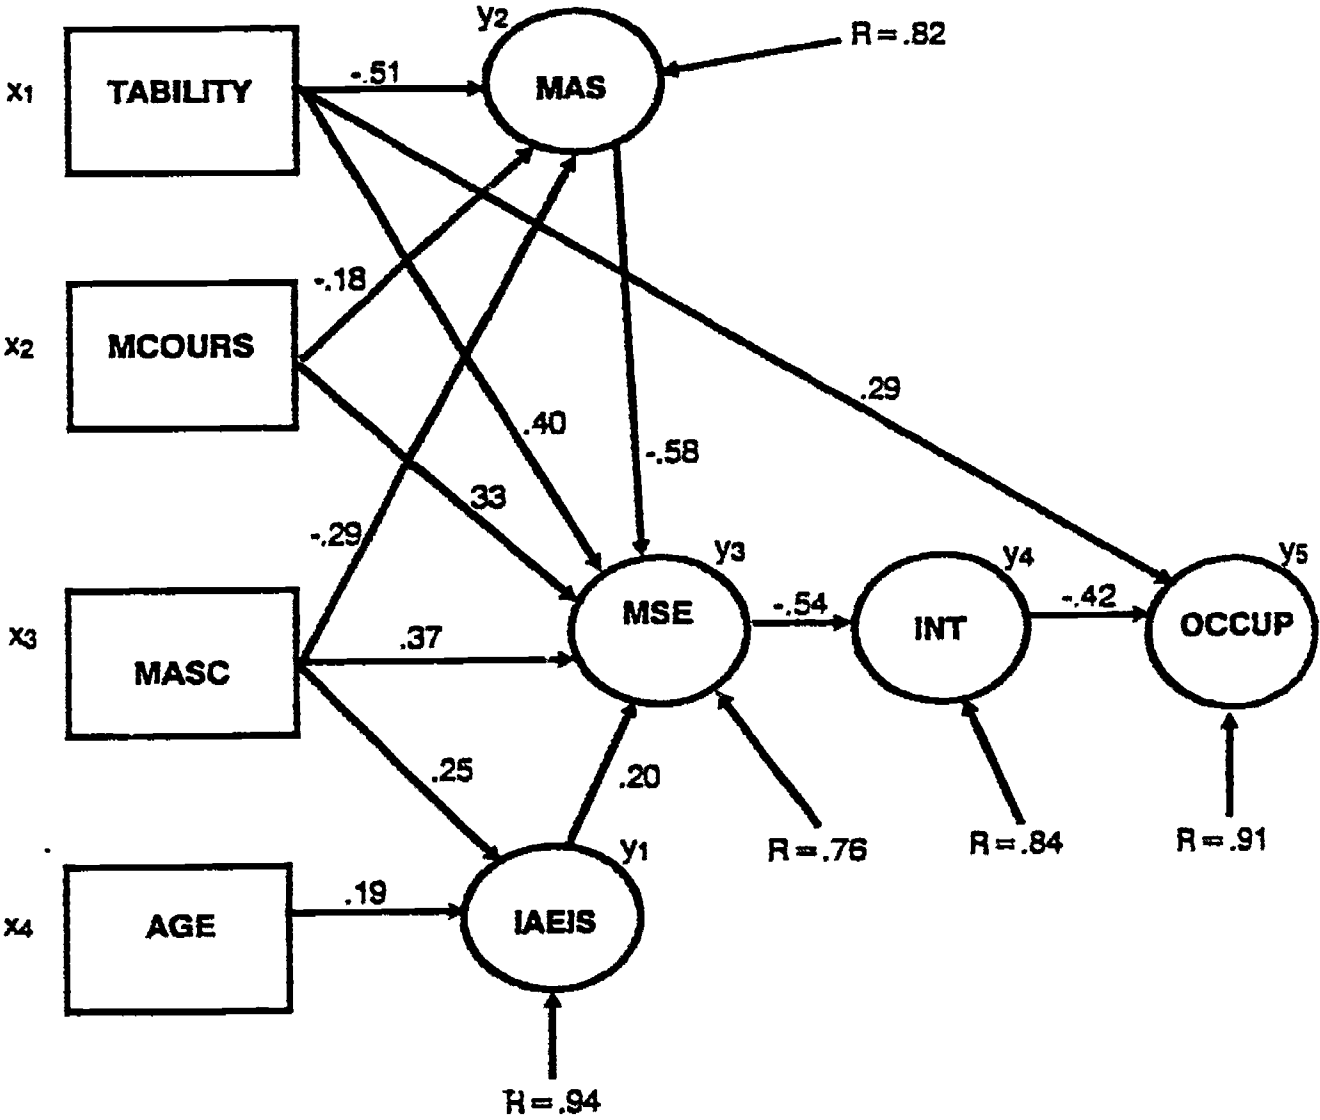 y2
R=.82
x1
TABILITY
-.51
MAS
-.18
x2
MCOURS
.29
.40
-.58
.33
-.29
y3
y4
y5
x3
MASC
.37
MSE
-.54
INT
-.42
OCCUP
.25
.20
R=.76
R=.84
R=.91
y1
x4
AGE
.19
IAEIS
R=.94